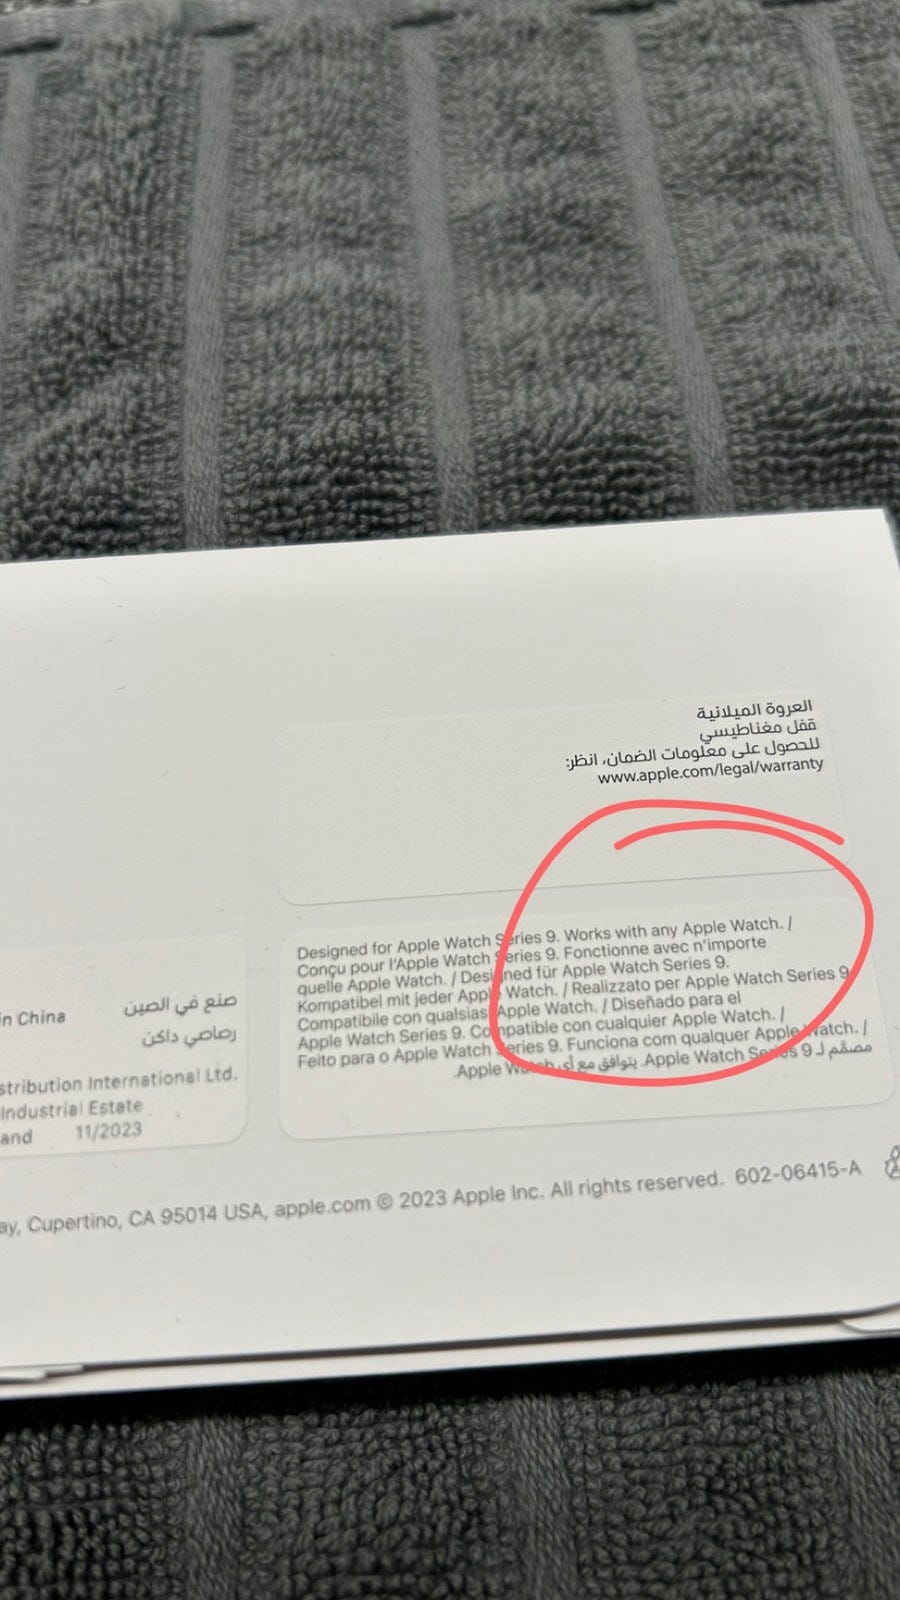 العروة الميلانية
قفل مغناطيسي
للحصول على معلومات الضمان، انظر:
www.apple.com/legal/warranty
Designed for Apple Watch Series 9. Works with any Apple Watch. /
Conçu pour l'Apple Watch Series 9. Fonctionne avec n'importe
quelle Apple Watch. / Designed für Apple Watch Series 9.
Kompatibel mit jeder Apple Watch. / Realizzato per Apple Watch Series 9.
Compatibile con qualsiasi Apple Watch. / Diseñado para el
Apple Watch Series 9. Compatible con cualquier Apple Watch. /
Feito para o Apple Watch Series 9. Funciona com qualquer Apple Watch. /
مصمّم لـ Apple Watch Series 9. يتوافق مع أي Apple Watch.
in China صنع في الصين
رصاصي داكن
stribution International Ltd.
Industrial Estate
and 11/2023
ay, Cupertino, CA 95014 USA, apple.com © 2023 Apple Inc. All rights reserved. 602-06415-A